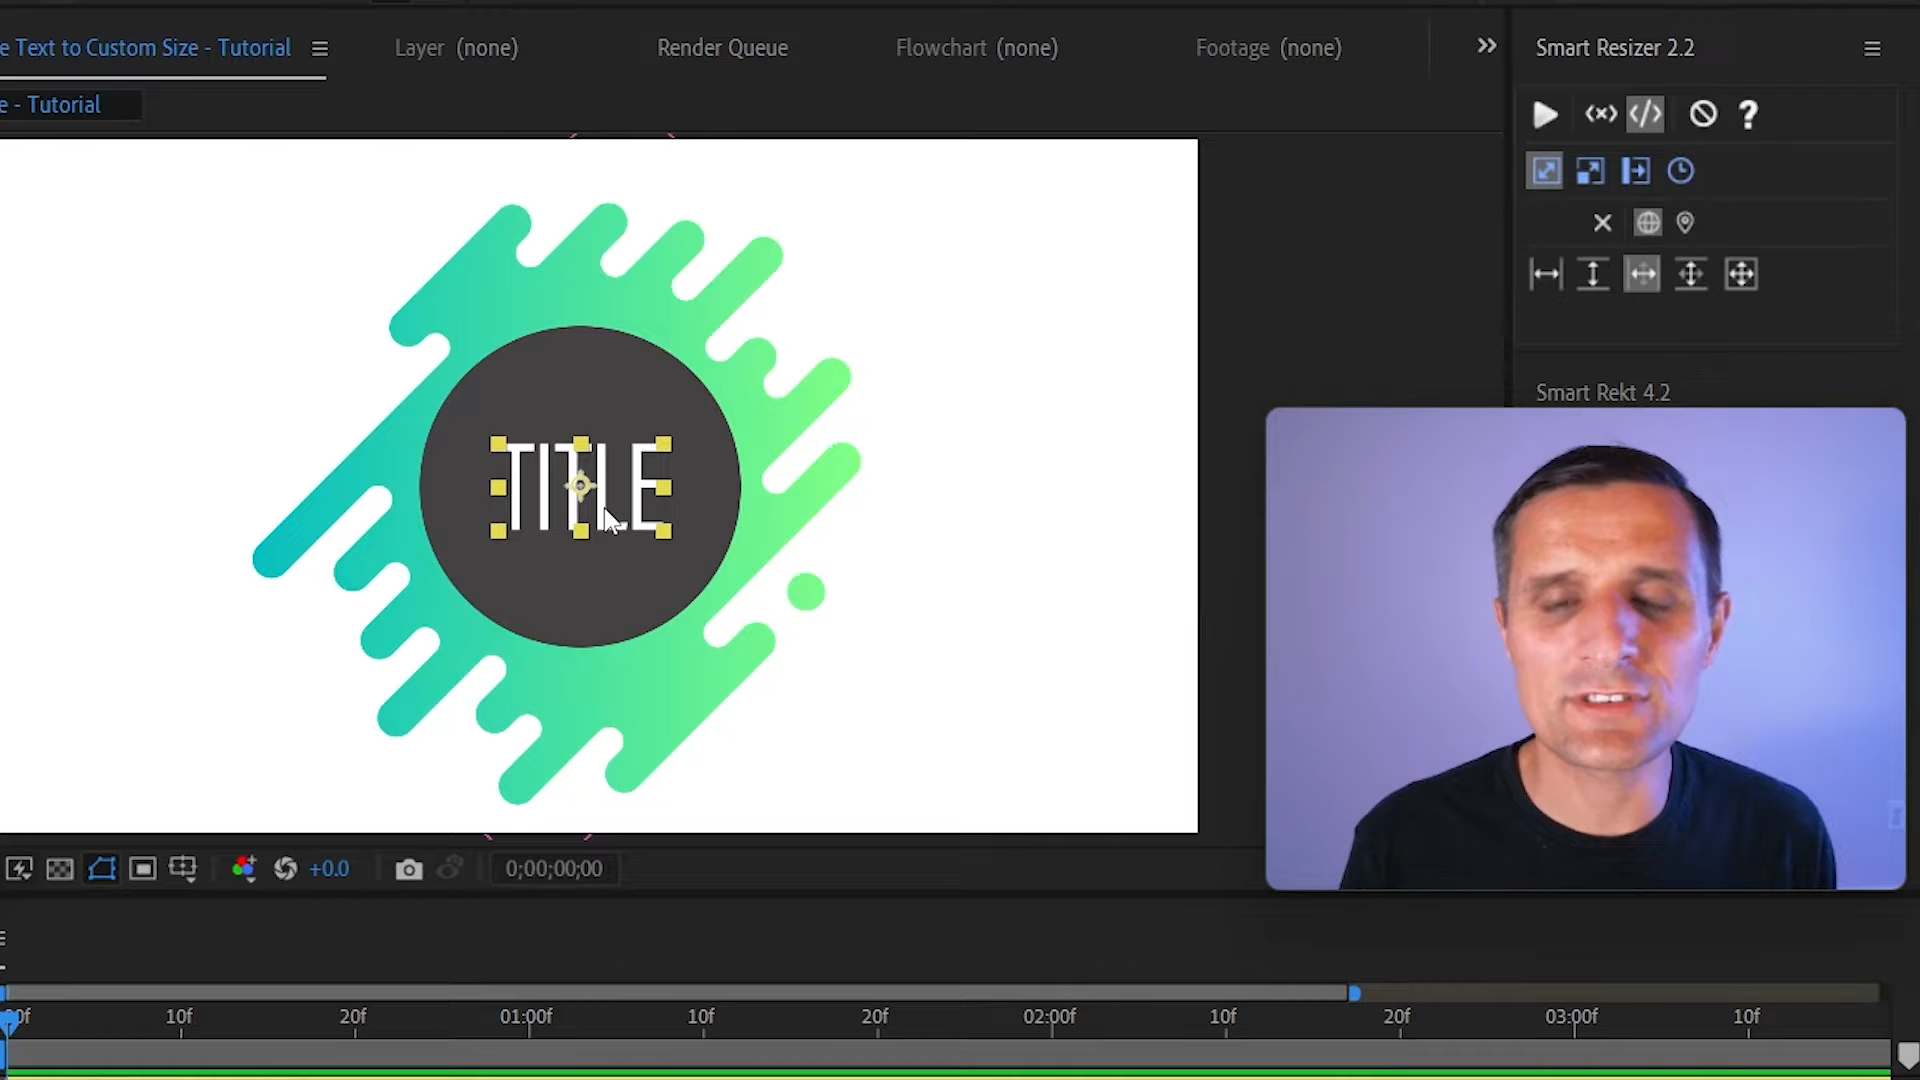 e Text to Custom Size - Tutorial
Layer (none)
Render Queue
Flowchart (none)
Footage (none)
Smart Resizer 2.2
e - Tutorial
Smart Rekt 4.2
TITLE
+0.0
0;00;00;00
00f 10f 20f 01:00f 10f 20f 02:00f 10f 20f 03:00f 10f